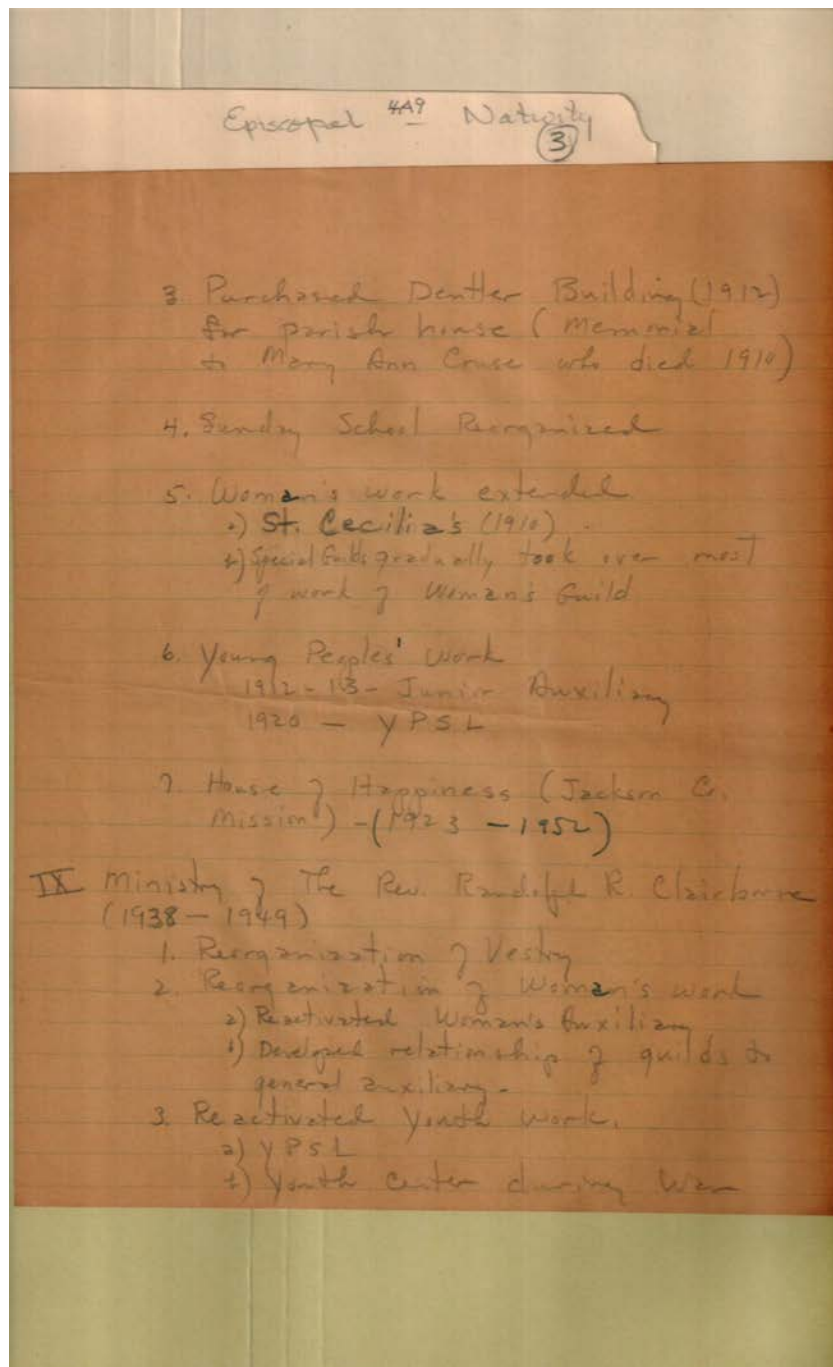 Episcopal 4A9 Nativity
3
3. Purchased Dentler Building (1912)
for parish house (Memorial
to Mary Ann Cruse who died 1910)
4. Sunday School Reorganized
5. Woman's work extended
a) St. Cecilia's (1910).
b) Special Guilds gradually took over most
of work of Woman's Guild
6. Young Peoples' Work
1912-13 - Junior Auxiliary
1920 — YPSL
7. House of Happiness (Jackson Co.
Mission) - (1923 - 1952)
IX Ministry of The Rev. Randolph R. Claiborne
(1938 - 1949)
1. Reorganization of Vestry
2. Reorganization of Woman's work
a) Reactivated Woman's Auxiliary
b) Developed relationship of guilds to
general auxiliary.
3. Reactivated Youth Work.
a) YPSL
b) Youth Center during War